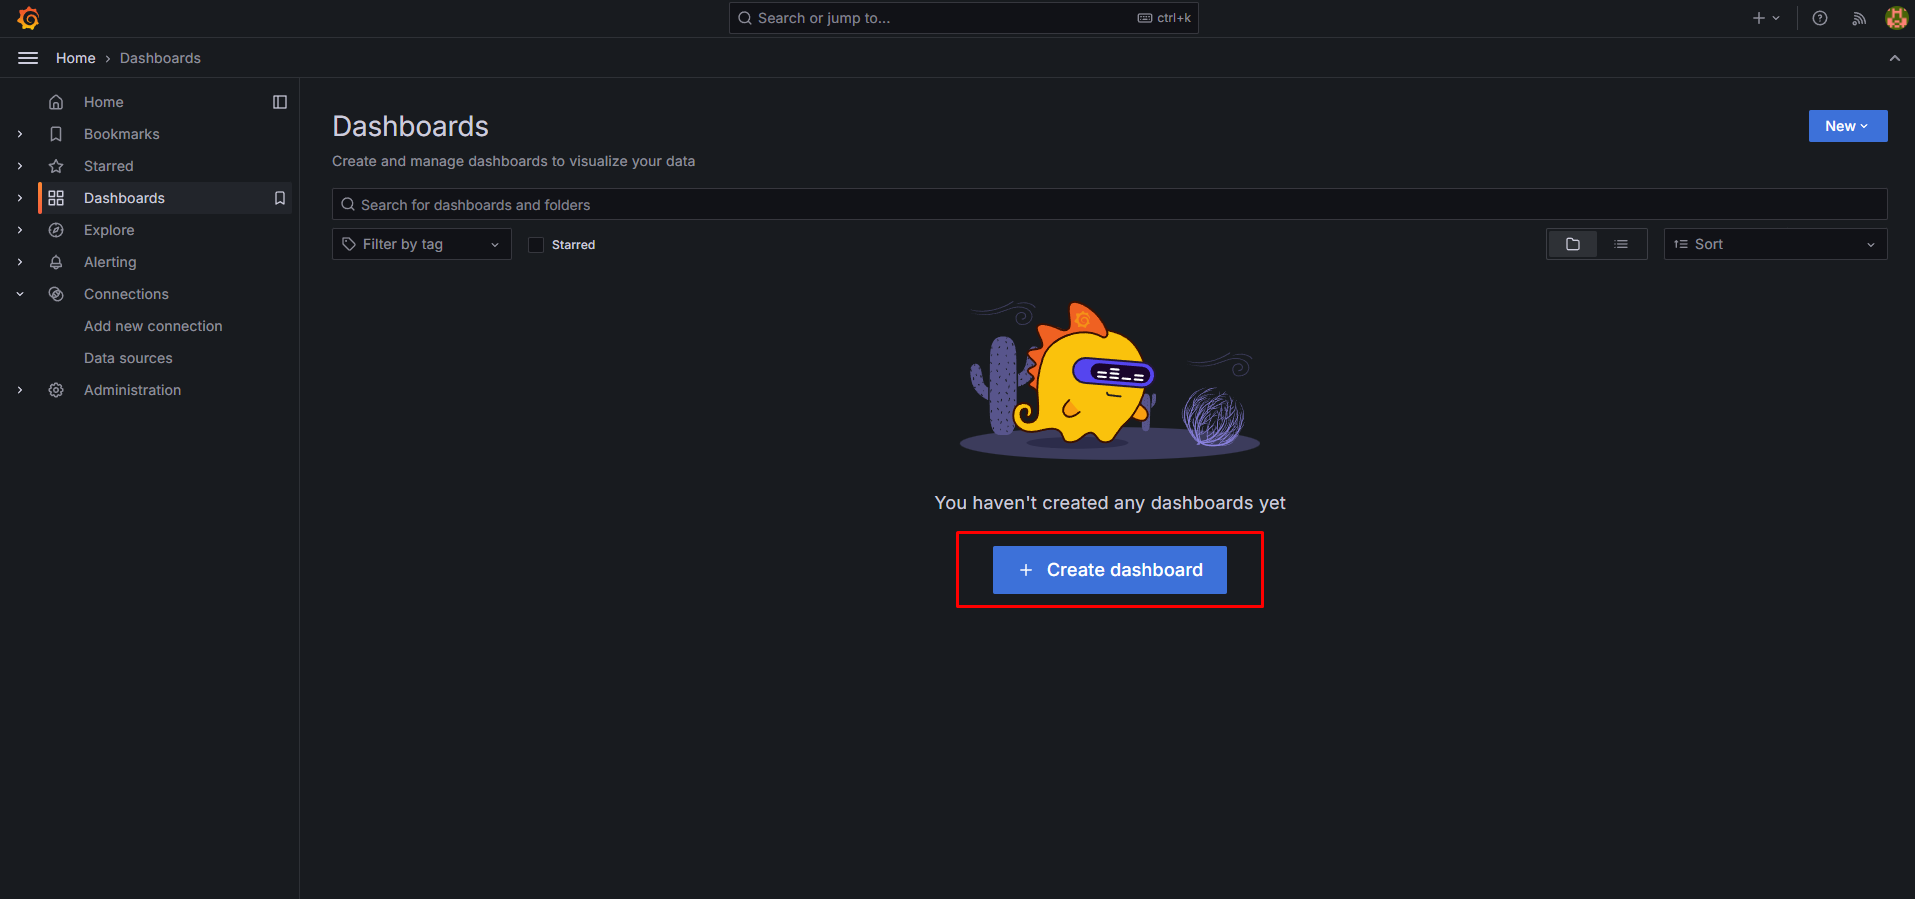 Search or jump to...
ctrl+k
Home
Dashboards
Home
Bookmarks
Starred
Dashboards
Explore
Alerting
Connections
Add new connection
Data sources
Administration
Dashboards
New
Create and manage dashboards to visualize your data
Search for dashboards and folders
Filter by tag
Starred
Sort
You haven't created any dashboards yet
Create dashboard